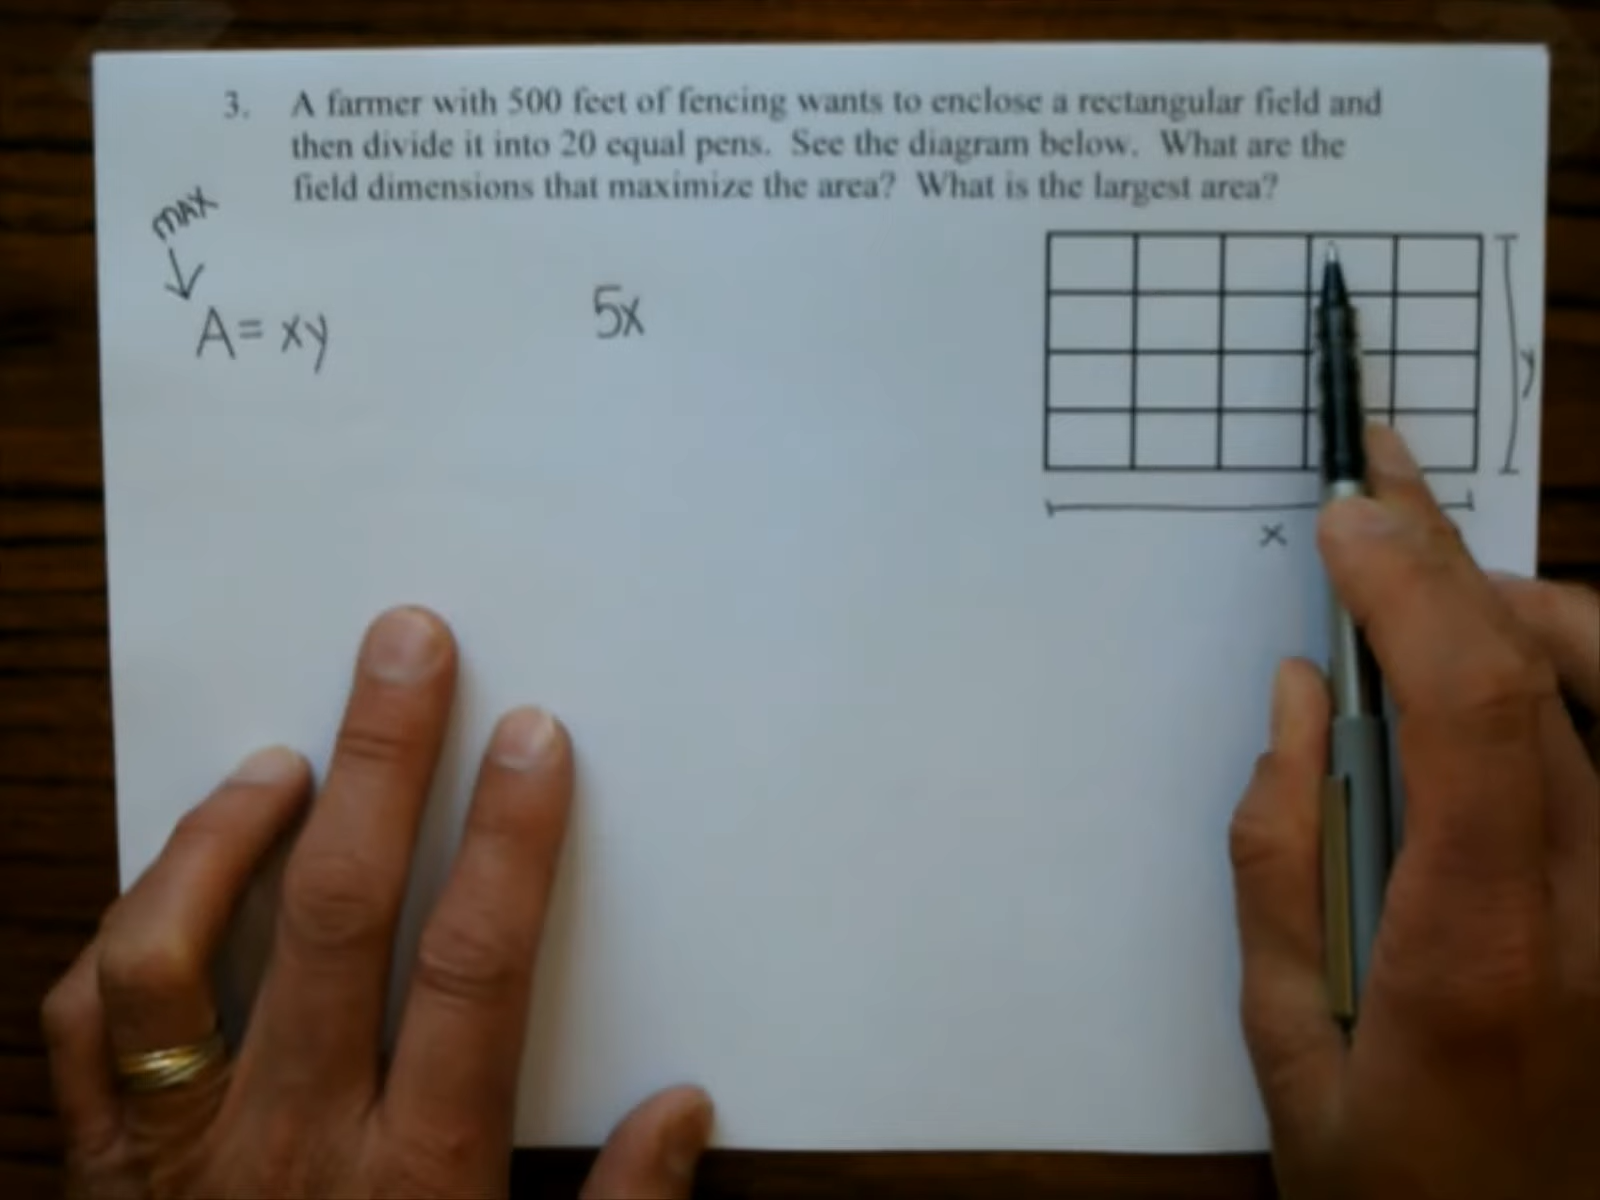 3. A farmer with 500 feet of fencing wants to enclose a rectangular field and
then divide it into 20 equal pens. See the diagram below. What are the
field dimensions that maximize the area? What is the largest area?
MAX
A = xy
5x
y
x